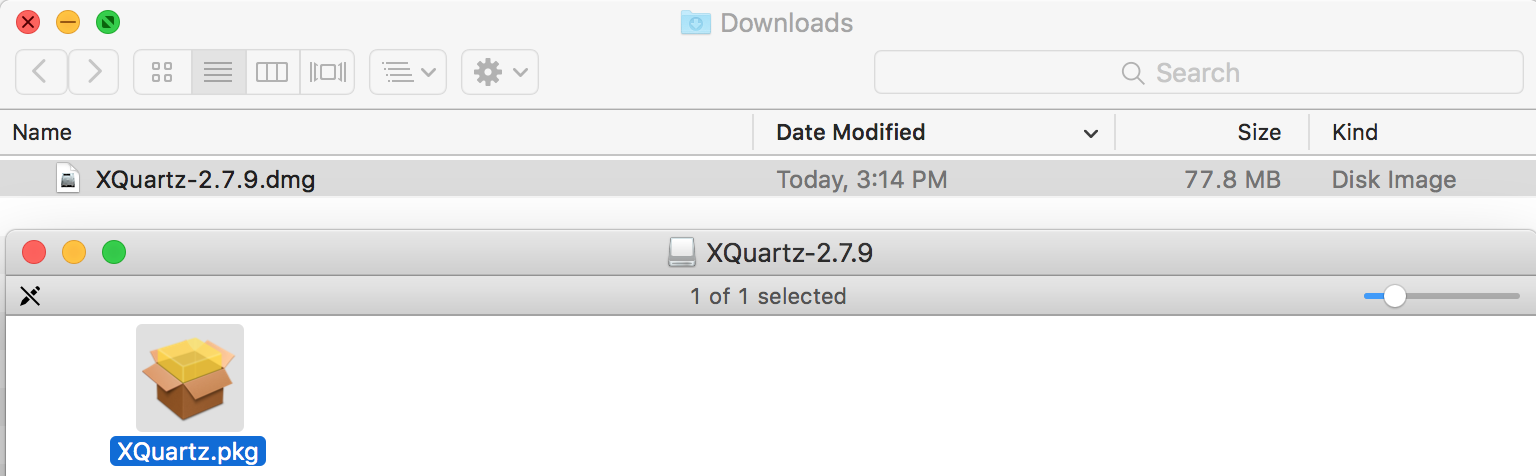 Downloads
Search
Name Date Modified Size Kind
XQuartz-2.7.9.dmg Today, 3:14 PM 77.8 MB Disk Image
XQuartz-2.7.9
1 of 1 selected
XQuartz.pkg